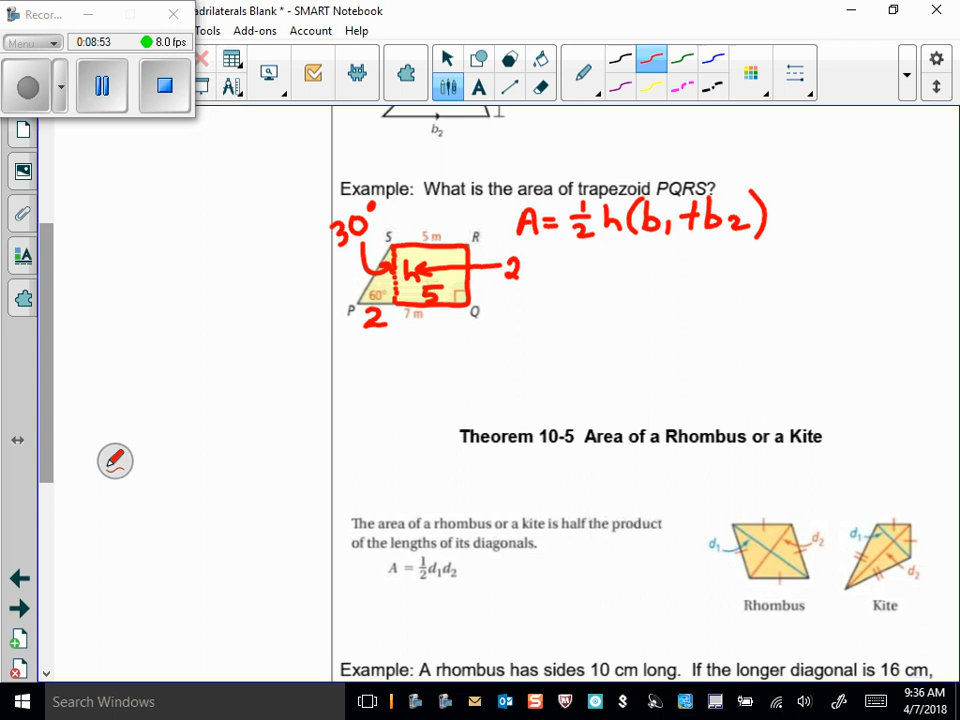 Recor...
adrilaterals Blank * - SMART Notebook
Menu
0:08:53
8.0 fps
Tools Add-ons Account Help
b2
Example: What is the area of trapezoid PQRS?
A = 1/2 h(b1 + b2)
30°
S 5 m R
h 2
60° 5
P 2 7 m Q
Theorem 10-5 Area of a Rhombus or a Kite
The area of a rhombus or a kite is half the product
of the lengths of its diagonals.
A = 1/2 d1d2
d1 d2
d1 d2
Rhombus Kite
Example: A rhombus has sides 10 cm long. If the longer diagonal is 16 cm,
Search Windows
9:36 AM
4/7/2018